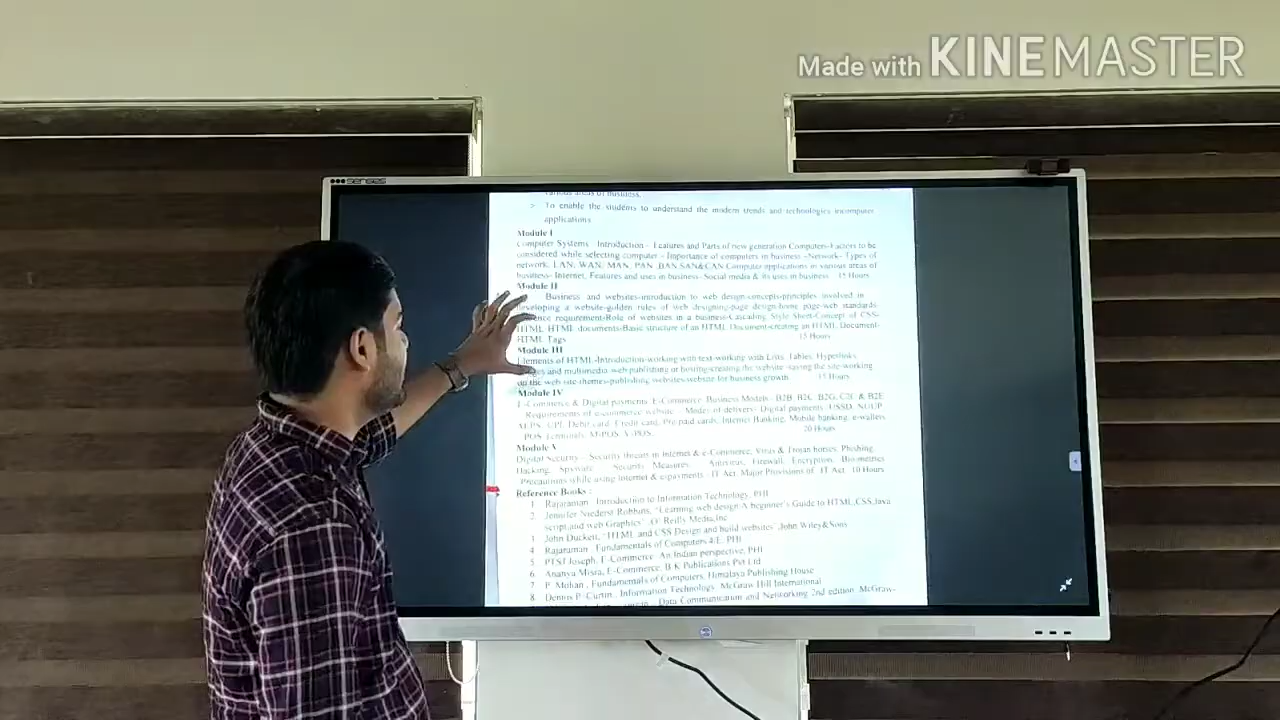 Made with KINEMASTER
various areas of business.
> To enable the students to understand the modern trends and technologies incomputer
applications
Module I
Computer Systems Introduction - Features and Parts of new generation Computers-Factors to be
considered while selecting computer - Importance of computers in business -Network- Types of
network, LAN, WAN, MAN, PAN ,BAN SAN&CAN Computer applications in various areas of
business- Internet, Features and uses in business- Social media & its uses in business 15 Hours
Module II
Business and websites-introduction to web design-concepts-principles involved in
developing a website-golden rules of web designing-page design-home page-web standards
requirement-Role of websites in a business-Cascading Style Sheet-Concept of CSS-
HTML HTML documents-Basic structure of an HTML Document-creating an HTML Document-
HTML Tags 15 Hours
Module III
Elements of HTML-Introduction-working with text-working with Lists, Tables, Hyperlinks,
and multimedia-web publishing or hosting-creating the website -saving the site-working
on the web site-themes-publishing websites-website for business growth 15 Hours
Module IV
E-Commerce & Digital payments E-Commerce Business Models - B2B, B2C, B2G, C2C & B2E
Requirements of e-commerce website Modes of delivery Digital payments USSD, NUUP
AEPS, UPI, Debit card, Credit card, Pre paid cards, Internet Banking, Mobile banking, e-wallets
POS Terminals, M-POS, V-POS. 20 Hours
Module V
Digital Security - Security threats in Internet & e-Commerce, Virus & Trojan horses, Phishing,
Hacking, Spyware Security Measures Antivirus, Firewall, Encryption, Bio-metrics
Precautions while using Internet & e-payments - IT Act, Major Provisions of IT Act 10 Hours
Reference Books :
1 Rajaraman Introduction to Information Technology, PHI
2. Jennifer Niederst Robbins, "Learning web design A beginner's Guide to HTML,CSS,Java
script,and web Graphics" ,O' Reilly Media,Inc
3 John Duckett, "HTML and CSS Design and build websites" John Wiley&Sons
4 Rajaraman Fundamentals of Computers 4/E, PHI
5 PTSJ Joseph, E-Commerce An Indian perspective, PHI
6 Ananya Misra, E-Commerce, B K Publications Pvt Ltd
7 P. Mohan , Fundamentals of Computers, Himalaya Publishing House
8 Dennis P Curtin , Information Technology, McGraw Hill International
Data Communication and Networking 2nd edition McGraw-